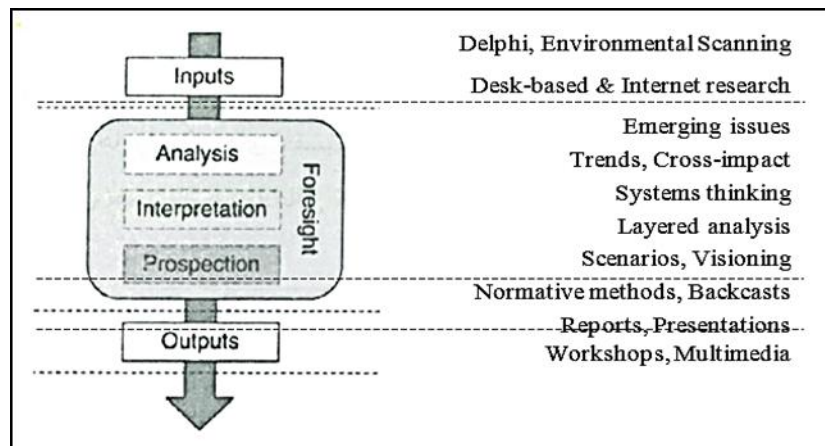 Inputs
Analysis
Interpretation
Prospection
Foresight
Outputs
Delphi, Environmental Scanning
Desk-based & Internet research
Emerging issues
Trends, Cross-impact
Systems thinking
Layered analysis
Scenarios, Visioning
Normative methods, Backcasts
Reports, Presentations
Workshops, Multimedia